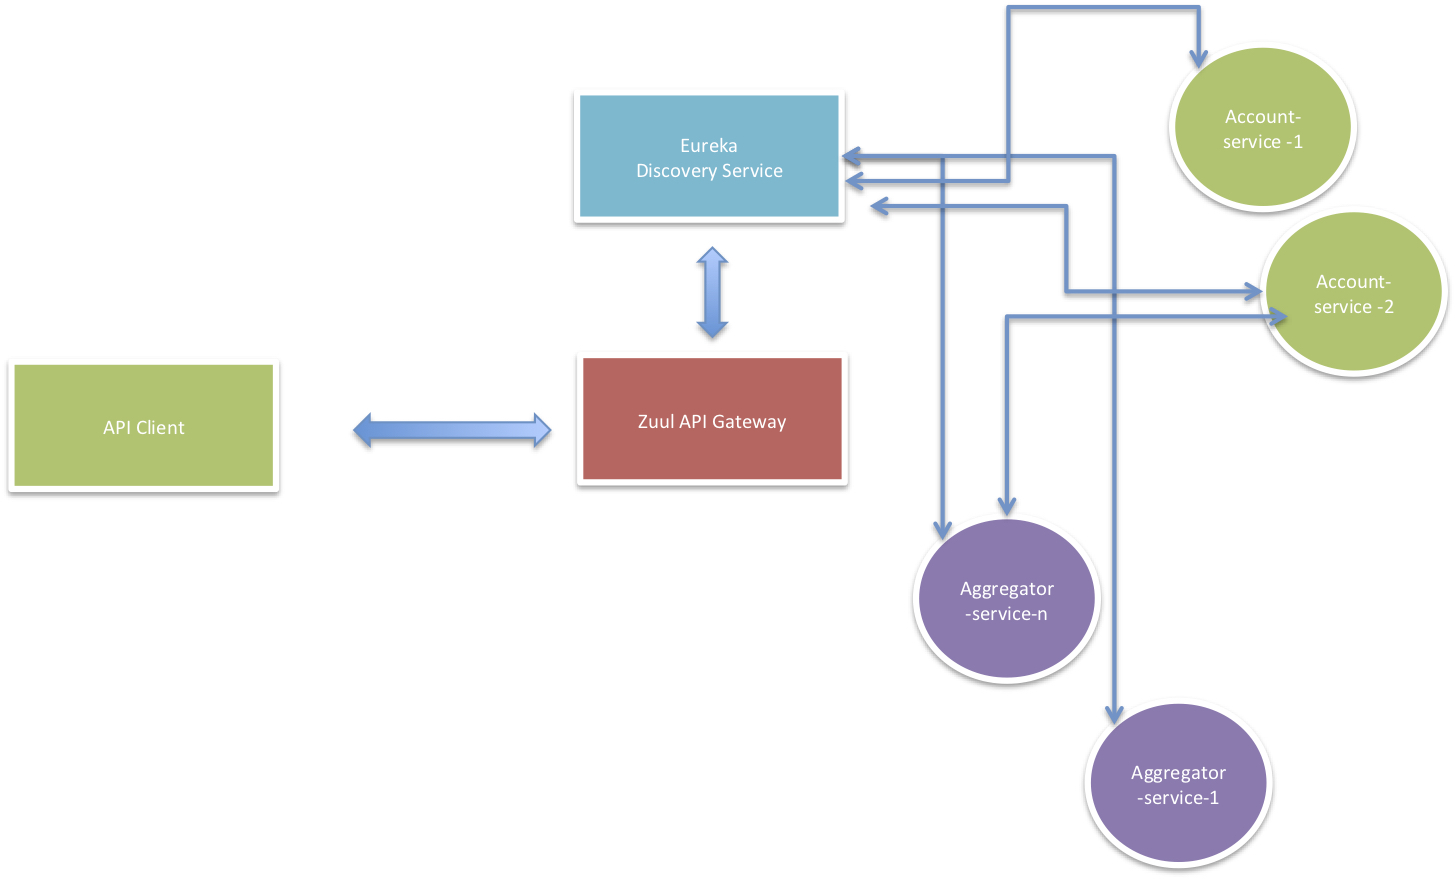 Account-
service -1
Eureka
Discovery Service
Account-
service -2
API Client
Zuul API Gateway
Aggregator
-service-n
Aggregator
-service-1